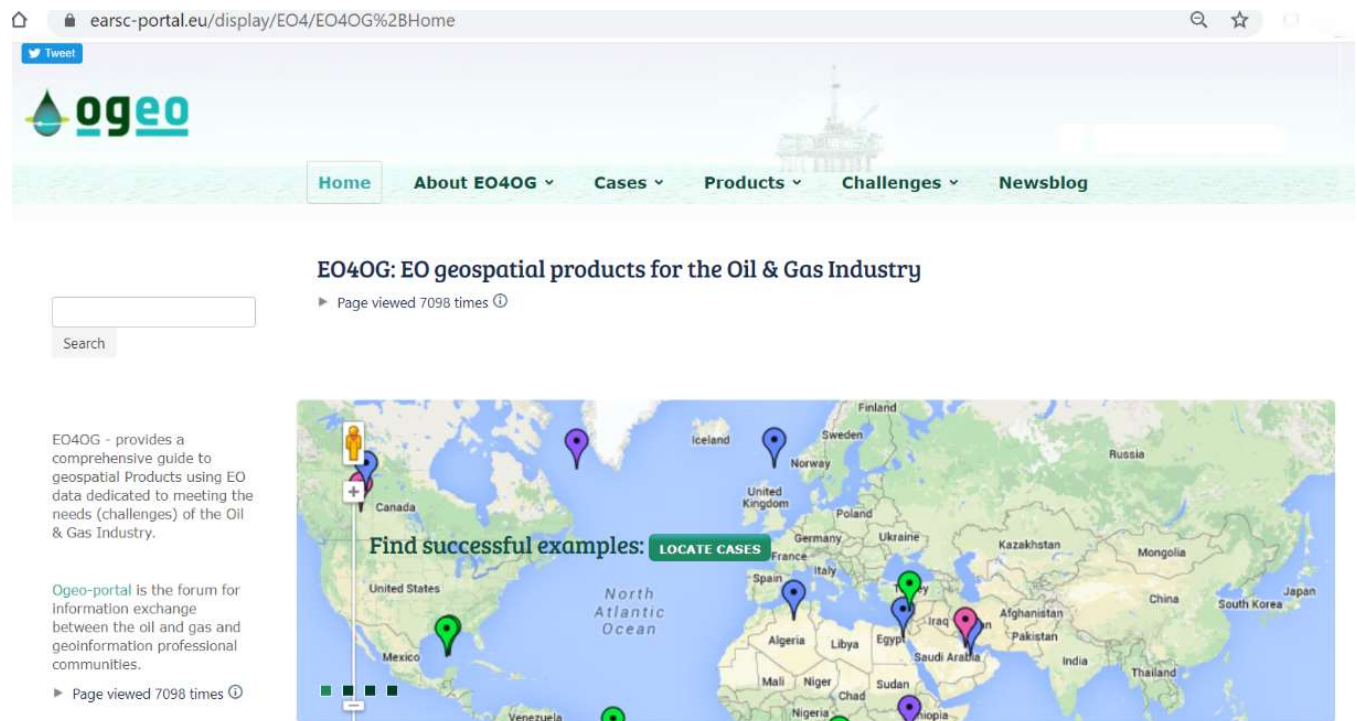 earsc-portal.eu/display/EO4/EO4OG%2BHome
Tweet
ogeo
Home About EO4OG Cases Products Challenges Newsblog
EO4OG: EO geospatial products for the Oil & Gas Industry
Page viewed 7098 times
Search
EO4OG - provides a
comprehensive guide to
geospatial Products using EO
data dedicated to meeting the
needs (challenges) of the Oil
& Gas Industry.
Ogeo-portal is the forum for
information exchange
between the oil and gas and
geoinformation professional
communities.
Page viewed 7098 times
Finland
Iceland
Sweden
Norway
Russia
Canada
United
Kingdom
Poland
Find successful examples: LOCATE CASES
Germany
Ukraine
France
Kazakhstan
Mongolia
Spain
Italy
United States
North
Atlantic
Ocean
Afghanistan
China
South Korea
Japan
Iraq
Algeria
Libya
Egypt
Pakistan
Mexico
Saudi Arabia
India
Mali
Niger
Chad
Sudan
Thailand
Nigeria
Venezuela